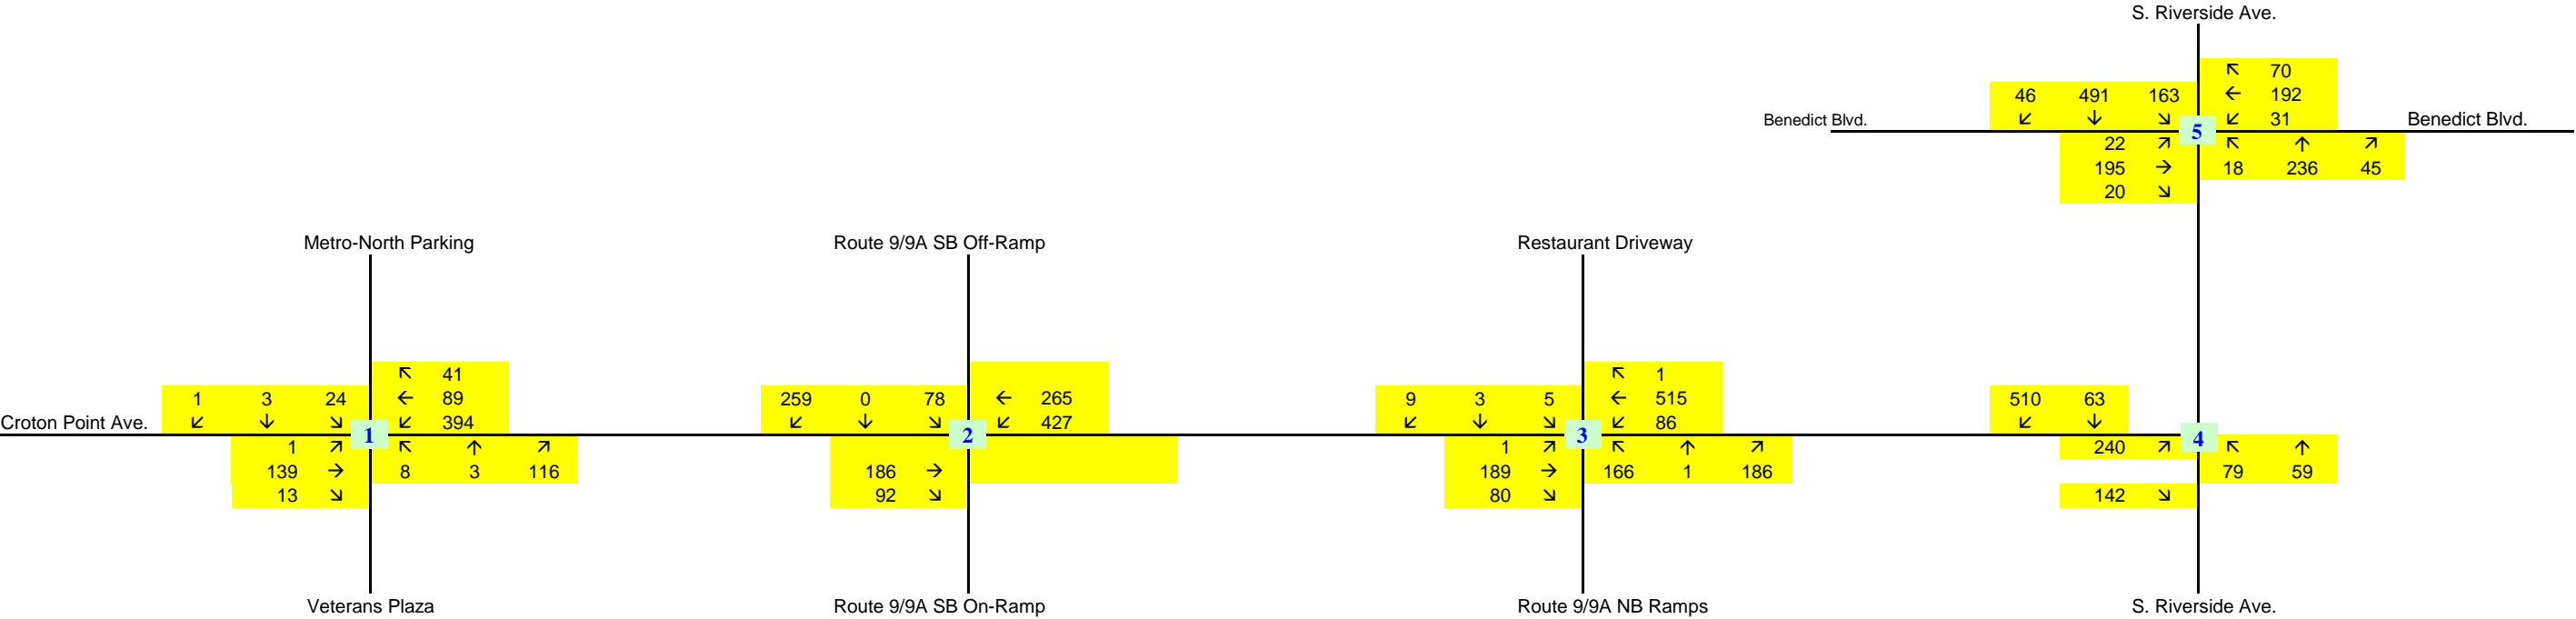 S. Riverside Ave.
↖ 70
46 491 163 ← 192
Benedict Blvd. ↙ ↓ ↘ 5 ↙ 31 Benedict Blvd.
22 ↗ ↖ ↑ ↗
195 → 18 236 45
20 ↘
Metro-North Parking Route 9/9A SB Off-Ramp Restaurant Driveway
↖ 41 ↖ 1
1 3 24 ← 89 259 0 78 ← 265 9 3 5 ← 515 510 63
Croton Point Ave. ↙ ↓ ↘ 1 ↙ 394 ↙ ↓ ↘ 2 ↙ 427 ↙ ↓ ↘ 3 ↙ 86 ↙ ↓ 4
1 ↗ ↖ ↑ ↗ 1 ↗ ↖ ↑ ↗ 240 ↗ ↖ ↑
139 → 8 3 116 186 → 189 → 166 1 186 79 59
13 ↘ 92 ↘ 80 ↘ 142 ↘
Veterans Plaza Route 9/9A SB On-Ramp Route 9/9A NB Ramps S. Riverside Ave.